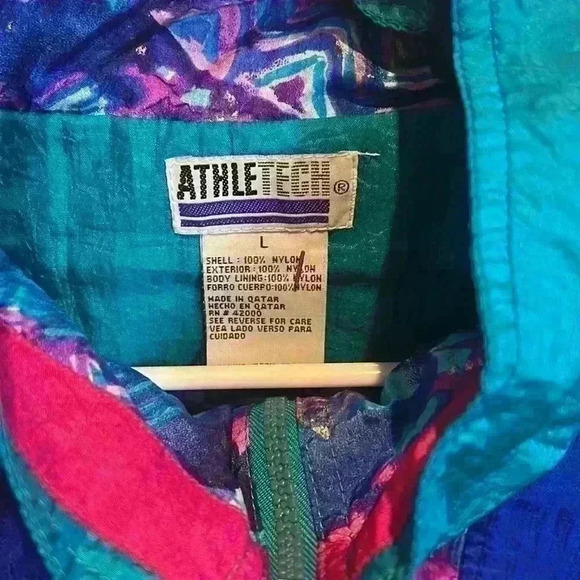 ATHLETECH®
L
SHELL: 100% NYLON
EXTERIOR: 100% NYLON
BODY LINING: 100% NYLON
FORRO CUERPO: 100% NYLON
MADE IN QATAR
HECHO EN QATAR
RN # 42000
SEE REVERSE FOR CARE
VEA LADO VERSO PARA
CUIDADO